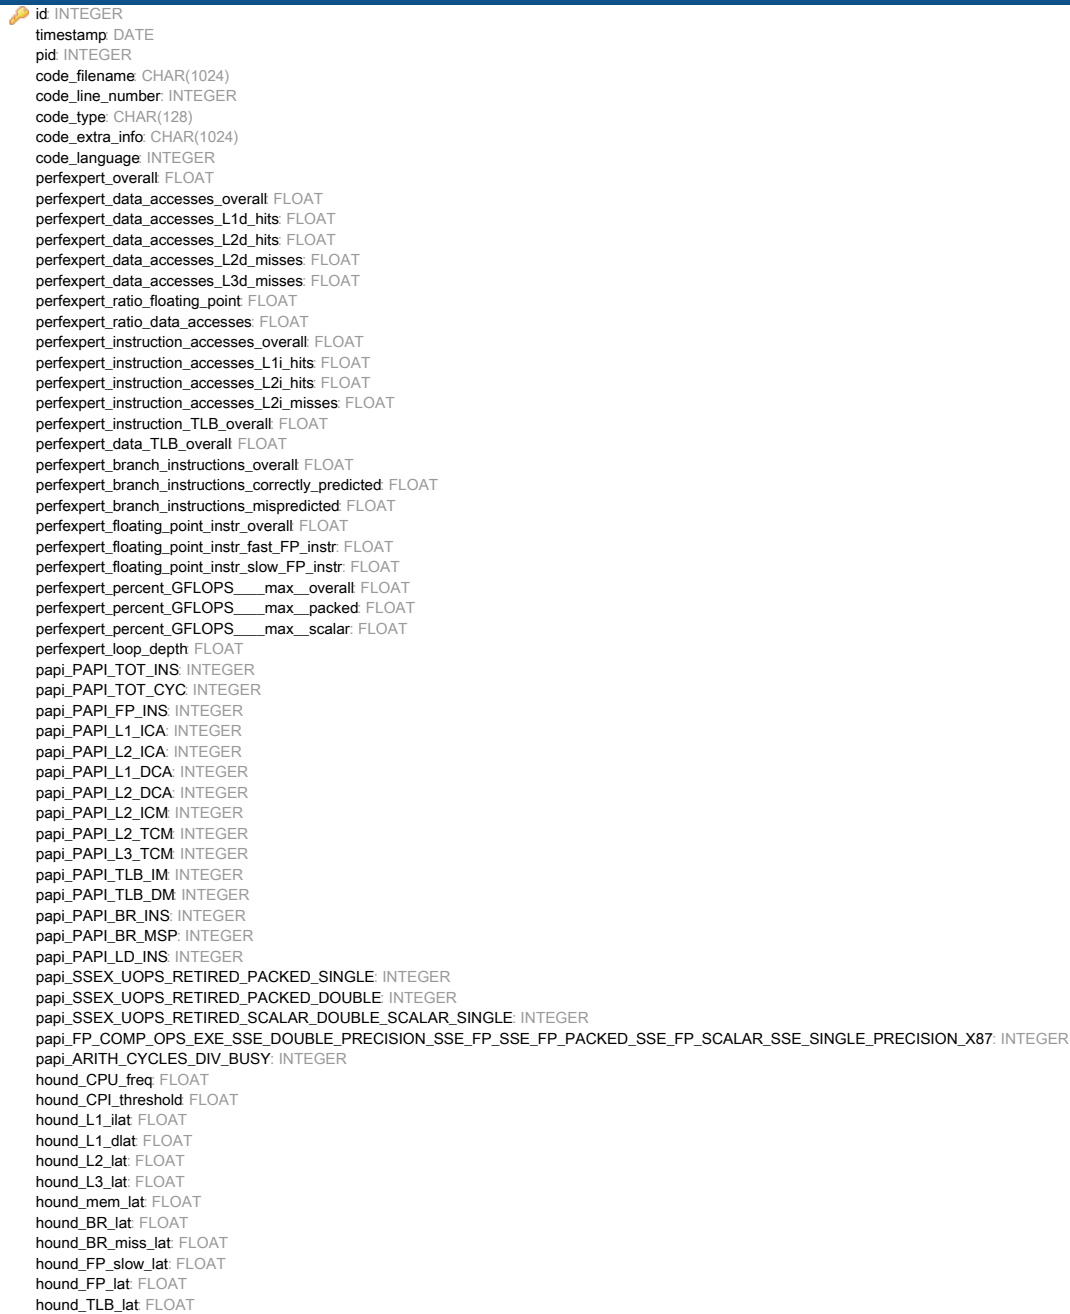 id: INTEGER
timestamp: DATE
pid: INTEGER
code_filename: CHAR(1024)
code_line_number: INTEGER
code_type: CHAR(128)
code_extra_info: CHAR(1024)
code_language: INTEGER
perfexpert_overall: FLOAT
perfexpert_data_accesses_overall: FLOAT
perfexpert_data_accesses_L1d_hits: FLOAT
perfexpert_data_accesses_L2d_hits: FLOAT
perfexpert_data_accesses_L2d_misses: FLOAT
perfexpert_data_accesses_L3d_misses: FLOAT
perfexpert_ratio_floating_point: FLOAT
perfexpert_ratio_data_accesses: FLOAT
perfexpert_instruction_accesses_overall: FLOAT
perfexpert_instruction_accesses_L1i_hits: FLOAT
perfexpert_instruction_accesses_L2i_hits: FLOAT
perfexpert_instruction_accesses_L2i_misses: FLOAT
perfexpert_instruction_TLB_overall: FLOAT
perfexpert_data_TLB_overall: FLOAT
perfexpert_branch_instructions_overall: FLOAT
perfexpert_branch_instructions_correctly_predicted: FLOAT
perfexpert_branch_instructions_mispredicted: FLOAT
perfexpert_floating_point_instr_overall: FLOAT
perfexpert_floating_point_instr_fast_FP_instr: FLOAT
perfexpert_floating_point_instr_slow_FP_instr: FLOAT
perfexpert_percent_GFLOPS____max__overall: FLOAT
perfexpert_percent_GFLOPS____max__packed: FLOAT
perfexpert_percent_GFLOPS____max__scalar: FLOAT
perfexpert_loop_depth: FLOAT
papi_PAPI_TOT_INS: INTEGER
papi_PAPI_TOT_CYC: INTEGER
papi_PAPI_FP_INS: INTEGER
papi_PAPI_L1_ICA: INTEGER
papi_PAPI_L2_ICA: INTEGER
papi_PAPI_L1_DCA: INTEGER
papi_PAPI_L2_DCA: INTEGER
papi_PAPI_L2_ICM: INTEGER
papi_PAPI_L2_TCM: INTEGER
papi_PAPI_L3_TCM: INTEGER
papi_PAPI_TLB_IM: INTEGER
papi_PAPI_TLB_DM: INTEGER
papi_PAPI_BR_INS: INTEGER
papi_PAPI_BR_MSP: INTEGER
papi_PAPI_LD_INS: INTEGER
papi_SSEX_UOPS_RETIRED_PACKED_SINGLE: INTEGER
papi_SSEX_UOPS_RETIRED_PACKED_DOUBLE: INTEGER
papi_SSEX_UOPS_RETIRED_SCALAR_DOUBLE_SCALAR_SINGLE: INTEGER
papi_FP_COMP_OPS_EXE_SSE_DOUBLE_PRECISION_SSE_FP_SSE_FP_PACKED_SSE_FP_SCALAR_SSE_SINGLE_PRECISION_X87: INTEGER
papi_ARITH_CYCLES_DIV_BUSY: INTEGER
hound_CPU_freq: FLOAT
hound_CPI_threshold: FLOAT
hound_L1_ilat: FLOAT
hound_L1_dlat: FLOAT
hound_L2_lat: FLOAT
hound_L3_lat: FLOAT
hound_mem_lat: FLOAT
hound_BR_lat: FLOAT
hound_BR_miss_lat: FLOAT
hound_FP_slow_lat: FLOAT
hound_FP_lat: FLOAT
hound_TLB_lat: FLOAT